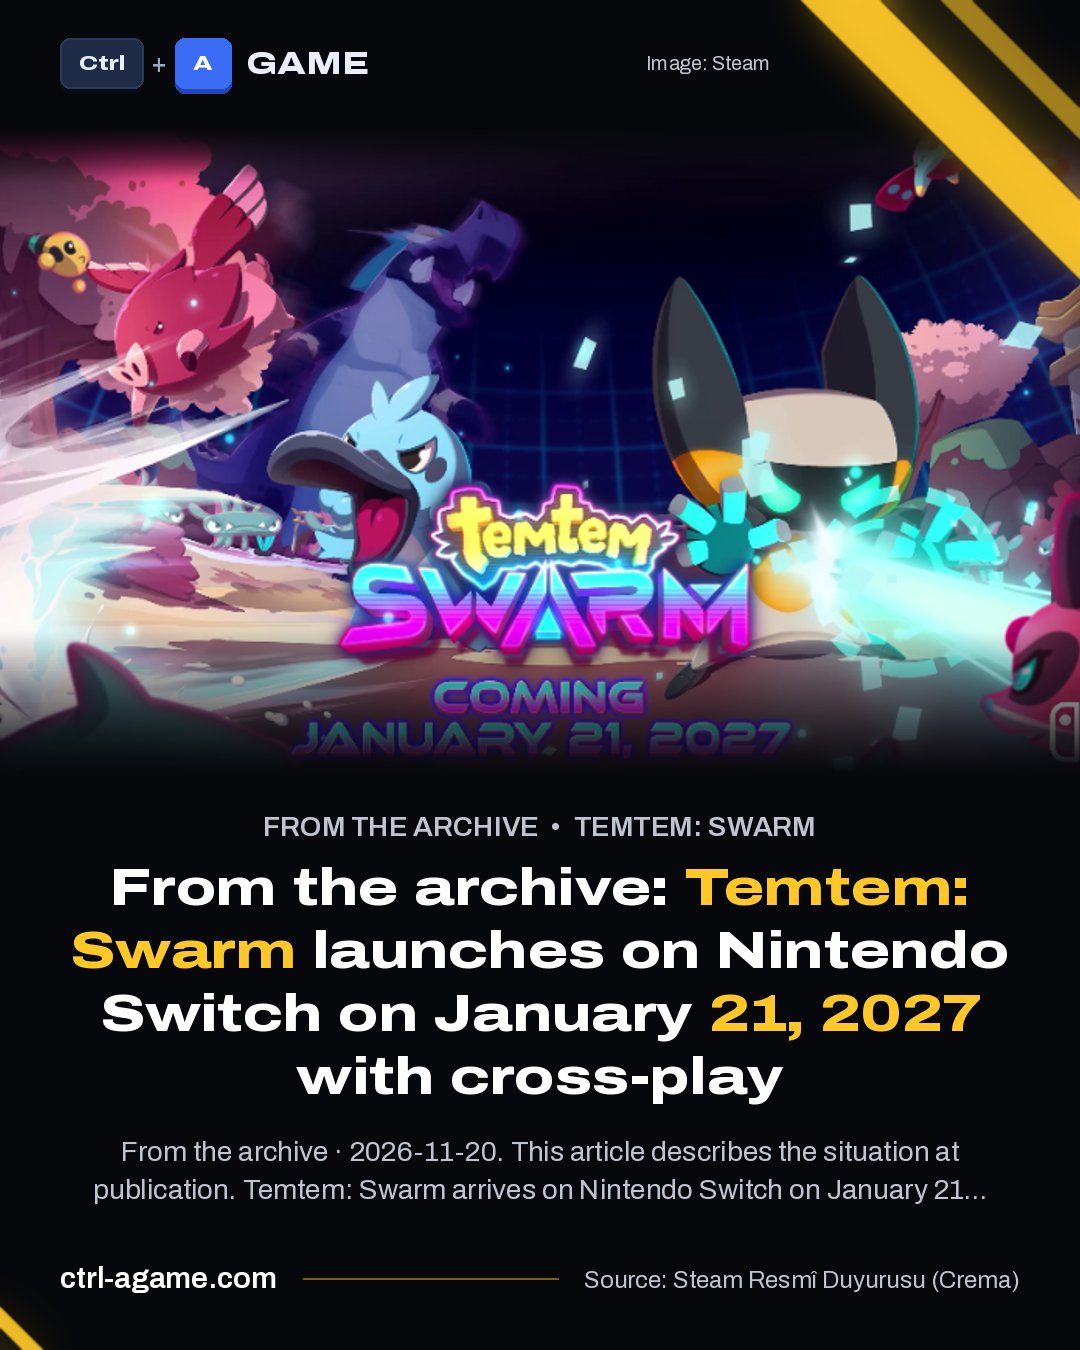 Ctrl + A GAME
Image: Steam
temtem
SWARM
COMING
JANUARY 21, 2027
FROM THE ARCHIVE • TEMTEM: SWARM
From the archive: Temtem:
Swarm launches on Nintendo
Switch on January 21, 2027
with cross-play
From the archive · 2026-11-20. This article describes the situation at
publication. Temtem: Swarm arrives on Nintendo Switch on January 21...
ctrl-agame.com
Source: Steam Resmî Duyurusu (Crema)